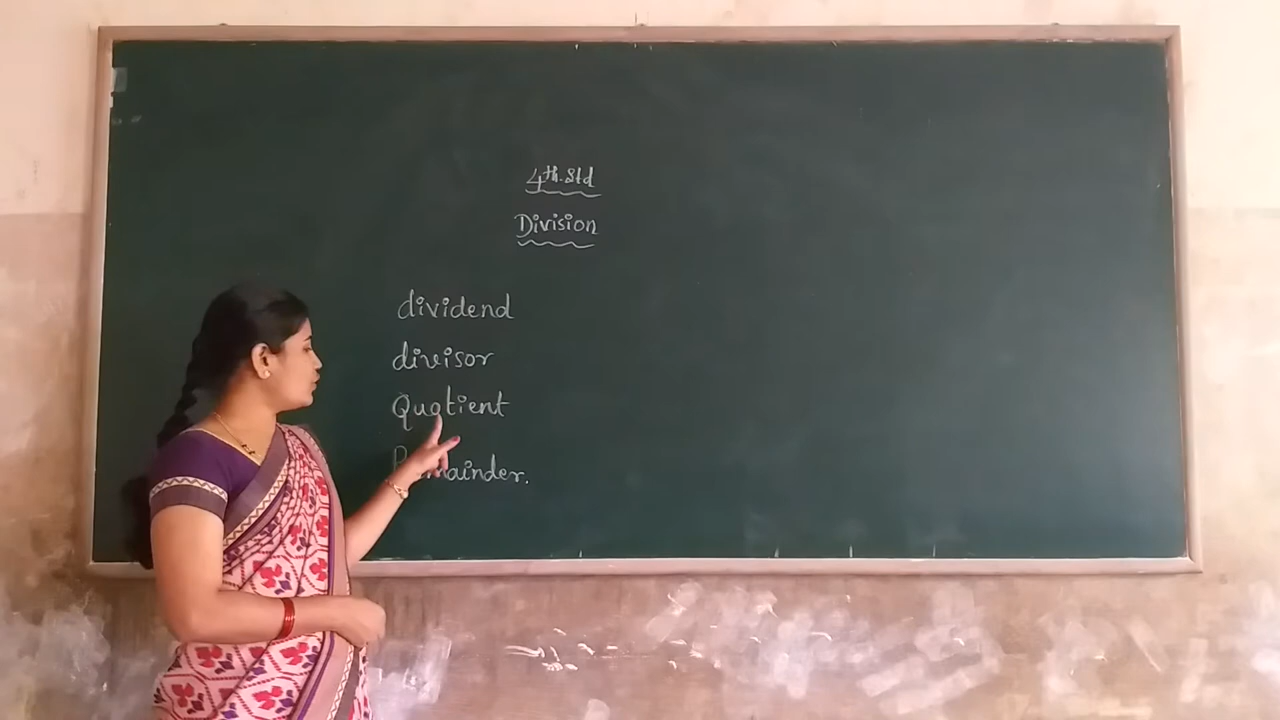 4th.Std
Division
dividend
divisor
Quotient
Remainder.